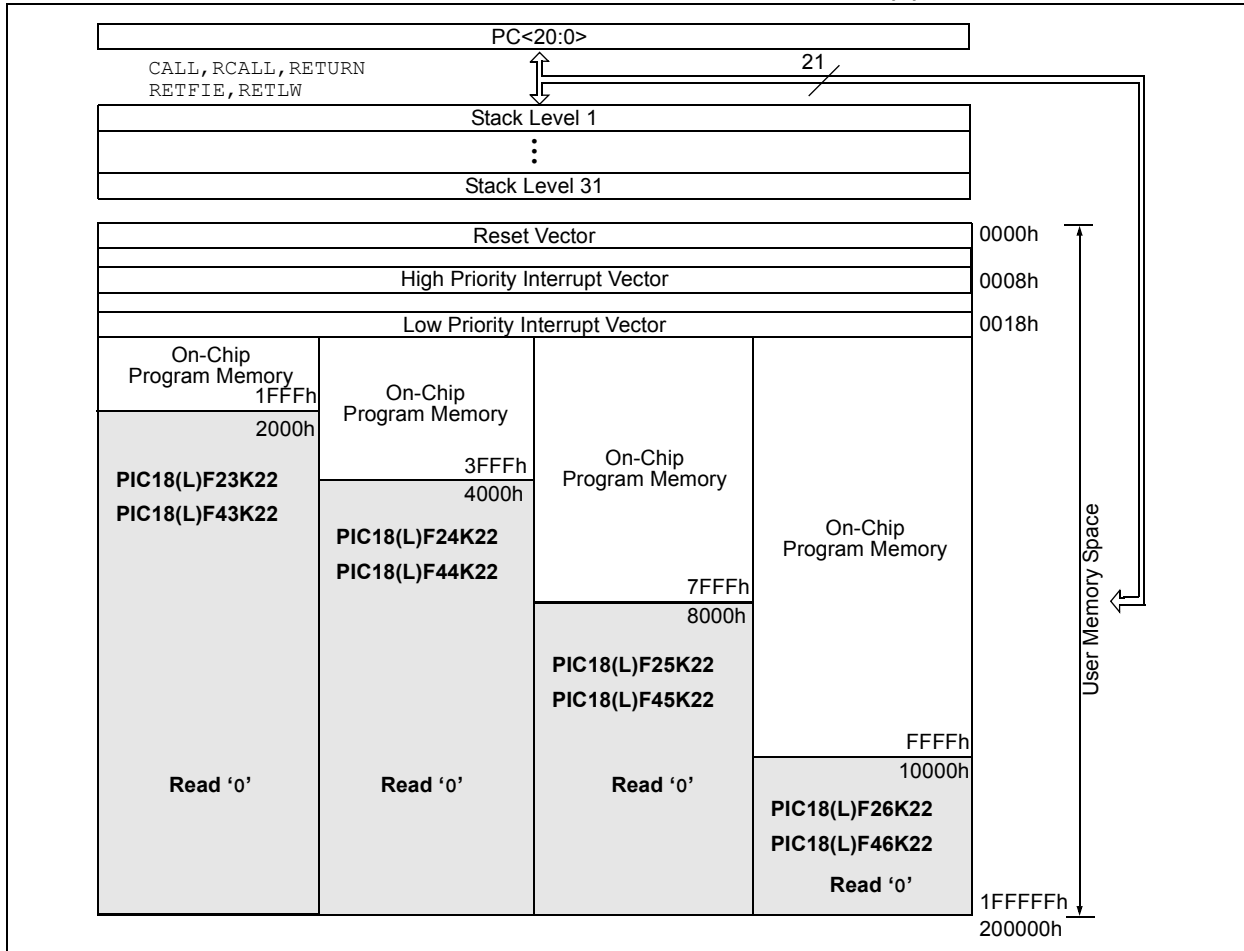 PC<20:0>
CALL,RCALL,RETURN
RETFIE,RETLW
21
Stack Level 1
Stack Level 31
Reset Vector
0000h
High Priority Interrupt Vector
0008h
Low Priority Interrupt Vector
0018h
On-Chip
Program Memory
1FFFh
2000h
PIC18(L)F23K22
PIC18(L)F43K22
Read ‘0’
On-Chip
Program Memory
3FFFh
4000h
PIC18(L)F24K22
PIC18(L)F44K22
Read ‘0’
On-Chip
Program Memory
7FFFh
8000h
PIC18(L)F25K22
PIC18(L)F45K22
Read ‘0’
On-Chip
Program Memory
FFFFh
10000h
PIC18(L)F26K22
PIC18(L)F46K22
Read ‘0’
1FFFFFh
200000h
User Memory Space